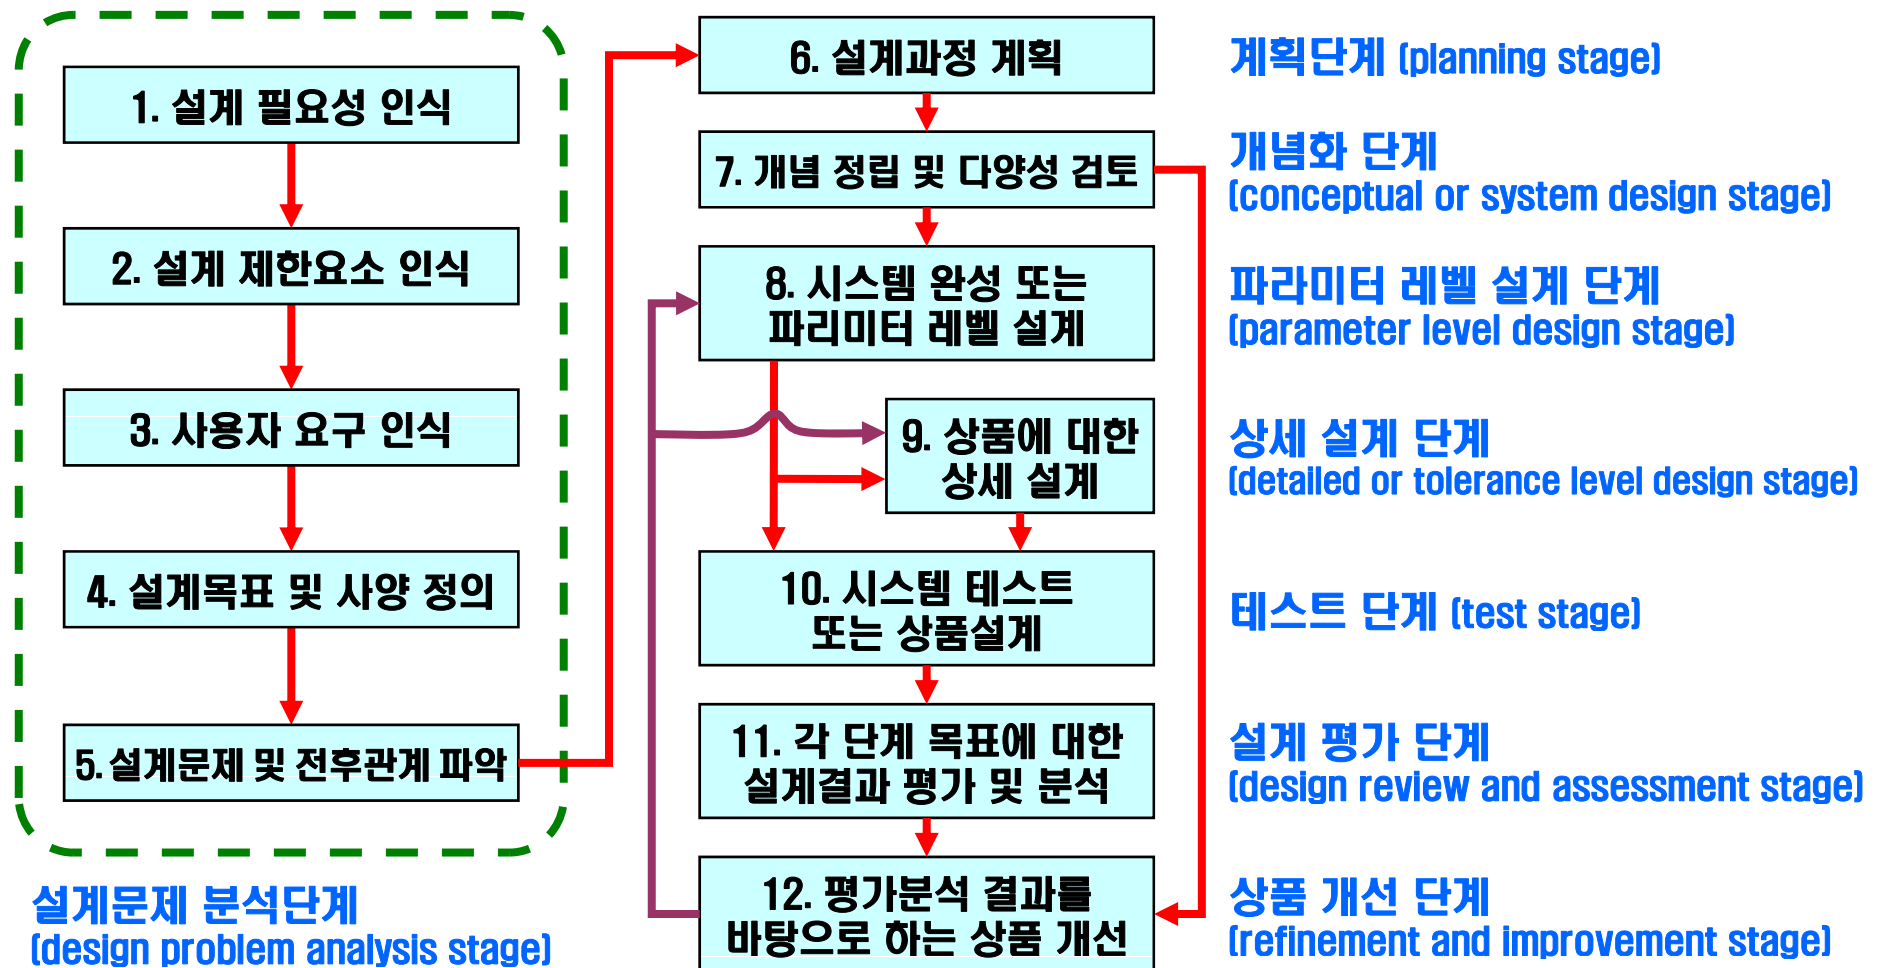 1. 설계 필요성 인식
2. 설계 제한요소 인식
3. 사용자 요구 인식
4. 설계목표 및 사양 정의
5. 설계문제 및 전후관계 파악
설계문제 분석단계
(design problem analysis stage)
6. 설계과정 계획
계획단계 (planning stage)
7. 개념 정립 및 다양성 검토
개념화 단계
(conceptual or system design stage)
8. 시스템 완성 또는
파리미터 레벨 설계
파라미터 레벨 설계 단계
(parameter level design stage)
9. 상품에 대한
상세 설계
상세 설계 단계
(detailed or tolerance level design stage)
10. 시스템 테스트
또는 상품설계
테스트 단계 (test stage)
11. 각 단계 목표에 대한
설계결과 평가 및 분석
설계 평가 단계
(design review and assessment stage)
12. 평가분석 결과를
바탕으로 하는 상품 개선
상품 개선 단계
(refinement and improvement stage)